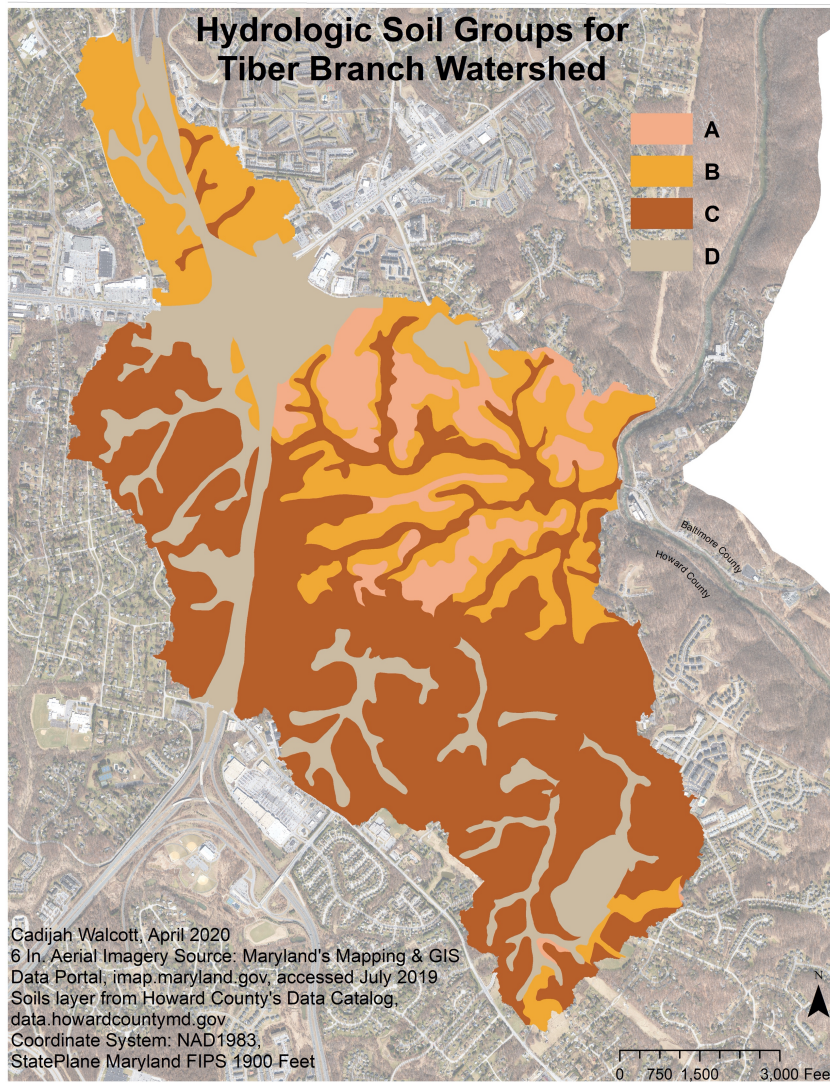 Hydrologic Soil Groups for
Tiber Branch Watershed
A
B
C
D
Baltimore County
Howard County
Cadijah Walcott, April 2020
6 In. Aerial Imagery Source: Maryland's Mapping & GIS
Data Portal, imap.maryland.gov, accessed July 2019
Soils layer from Howard County's Data Catalog,
data.howardcountymd.gov
Coordinate System: NAD1983,
StatePlane Maryland FIPS 1900 Feet
N
0 750 1,500 3,000 Fee